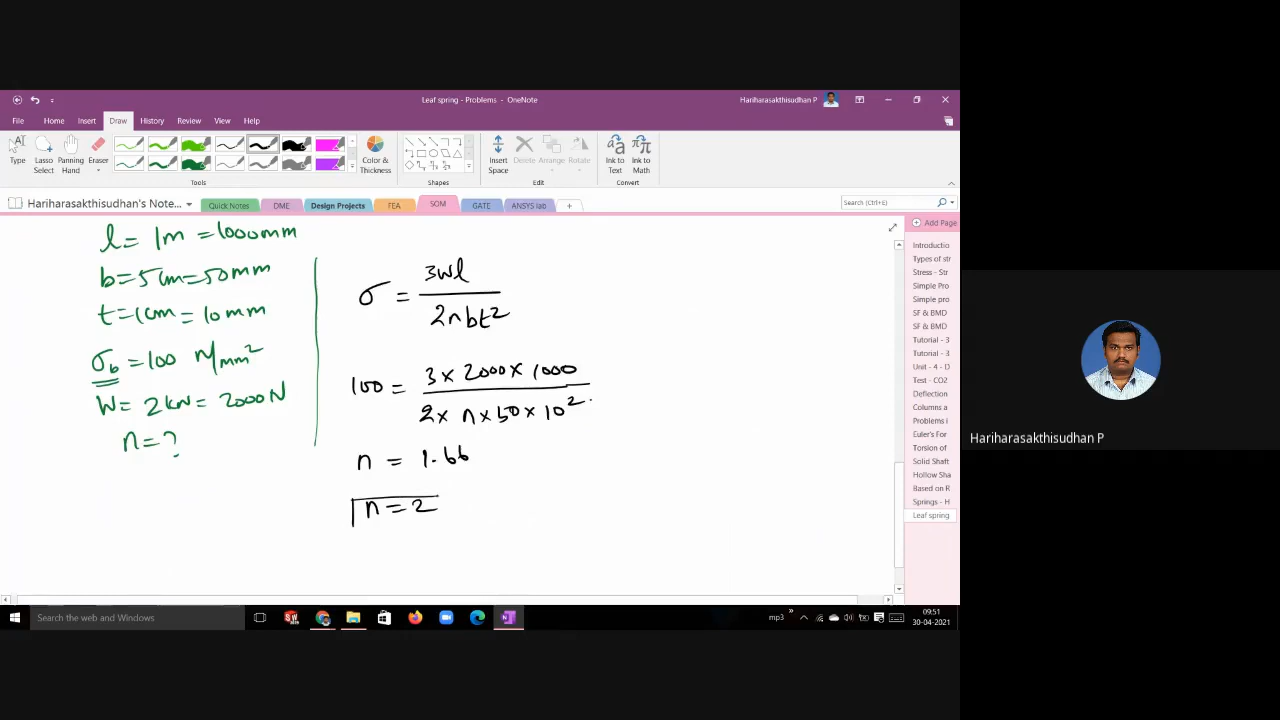 Leaf spring - Problems - OneNote
Hariharasakthisudhan P
File Home Insert Draw History Review View Help
Type Lasso Select Panning Hand Eraser
Color & Thickness
Insert Space Delete Arrange Rotate
Ink to Text Ink to Math
Tools Shapes Edit Convert
Hariharasakthisudhan's Note... Quick Notes DME Design Projects FEA SOM GATE ANSYS lab + Search (Ctrl+E)
Add Page
Introductio
Types of str
Stress - Str
Simple Pro
Simple pro
SF & BMD
SF & BMD
Tutorial - 3
Tutorial - 3
Unit - 4 - D
Test - CO2
Deflection
Columns a
Problems i
Euler's For
Torsion of
Solid Shaft
Hollow Sha
Based on R
Springs - H
Leaf spring
l = 1m = 1000mm
b = 5cm = 50mm
t = 1cm = 10mm
σb = 100 N/mm²
W = 2kN = 2000N
n = ?
σ = 3Wl / 2nbt²
100 = 3 × 2000 × 1000 / 2 × n × 50 × 10²
n = 1.66
n = 2
Hariharasakthisudhan P
Search the web and Windows
mp3 »
09:51
30-04-2021